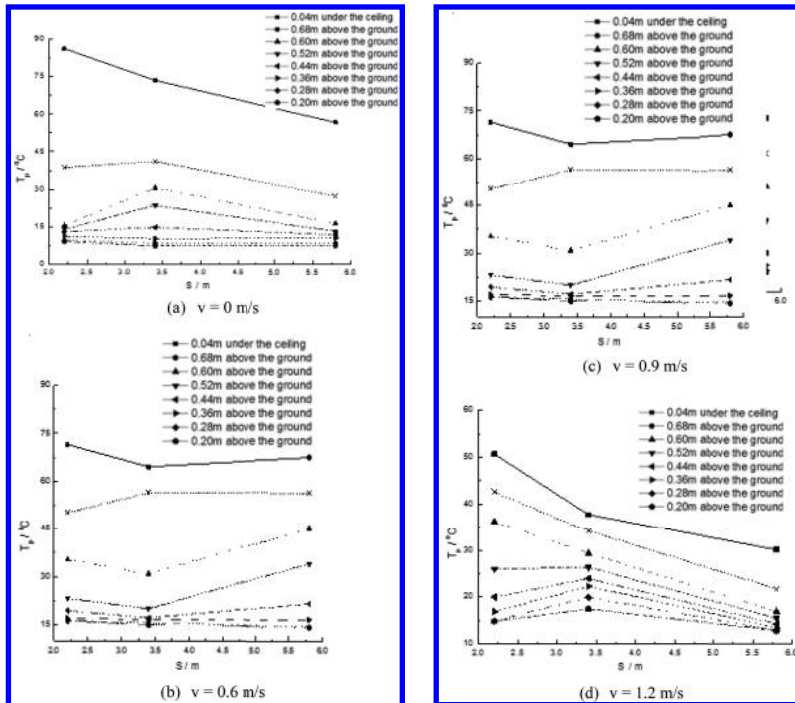 0.04m under the ceiling
0.68m above the ground
0.60m above the ground
0.52m above the ground
0.44m above the ground
0.36m above the ground
0.28m above the ground
0.20m above the ground
90
75
60
45
30
15
0
Tp / °C
2.0 2.5 3.0 3.5 4.0 4.5 5.0 5.5 6.0
S / m
(a) v = 0 m/s
0.04m under the ceiling
0.68m above the ground
0.60m above the ground
0.52m above the ground
0.44m above the ground
0.36m above the ground
0.28m above the ground
0.20m above the ground
90
75
60
45
30
15
Tp / °C
2.0 2.5 3.0 3.5 4.0 4.5 5.0 5.5 6.0
S / m
(b) v = 0.6 m/s
0.04m under the ceiling
0.68m above the ground
0.60m above the ground
0.52m above the ground
0.44m above the ground
0.36m above the ground
0.28m above the ground
0.20m above the ground
90
75
60
45
30
15
Tp / °C
2.0 2.5 3.0 3.5 4.0 4.5 5.0 5.5 6.0
6.0
S / m
(c) v = 0.9 m/s
0.04m under the ceiling
0.68m above the ground
0.60m above the ground
0.52m above the ground
0.44m above the ground
0.36m above the ground
0.28m above the ground
0.20m above the ground
60
50
40
30
20
10
Tp / °C
2.0 2.5 3.0 3.5 4.0 4.5 5.0 5.5 6.0
S / m
(d) v = 1.2 m/s